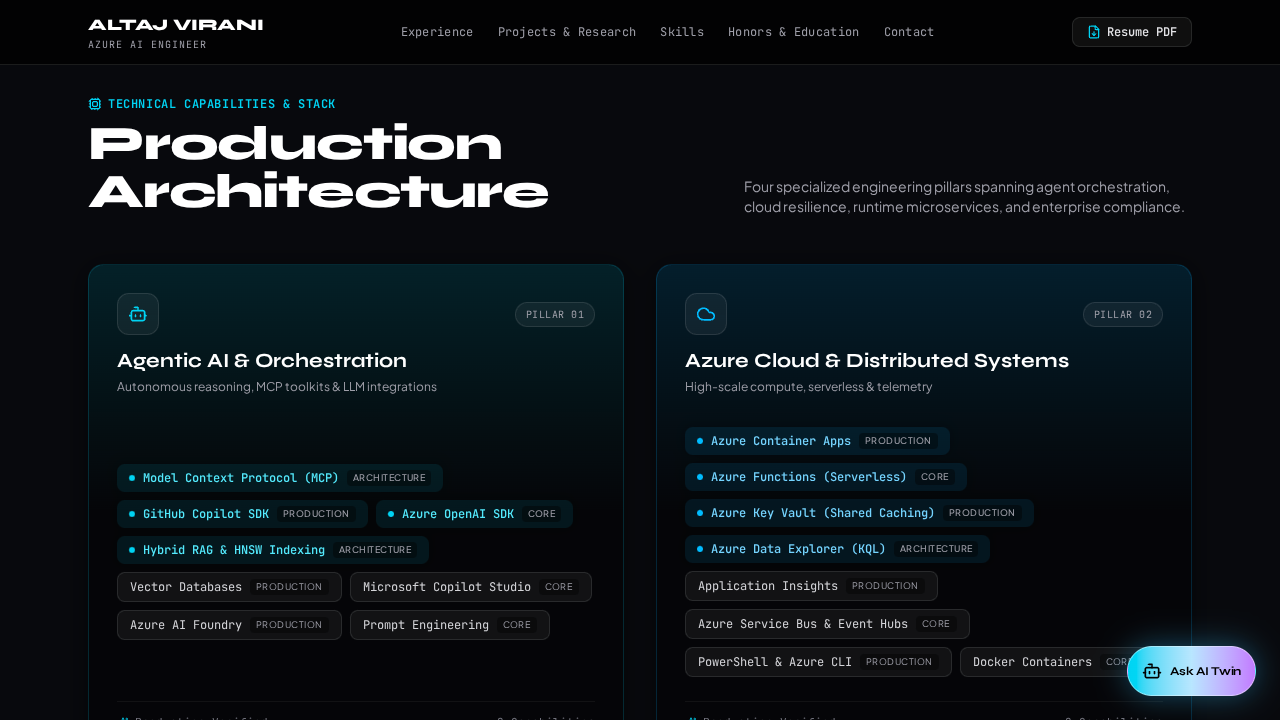 ALTAJ VIRANI
AZURE AI ENGINEER
Experience
Projects & Research
Skills
Honors & Education
Contact
Resume PDF
TECHNICAL CAPABILITIES & STACK
Production
Architecture
Four specialized engineering pillars spanning agent orchestration,
cloud resilience, runtime microservices, and enterprise compliance.
PILLAR 01
Agentic AI & Orchestration
Autonomous reasoning, MCP toolkits & LLM integrations
Model Context Protocol (MCP) ARCHITECTURE
GitHub Copilot SDK PRODUCTION Azure OpenAI SDK CORE
Hybrid RAG & HNSW Indexing ARCHITECTURE
Vector Databases PRODUCTION Microsoft Copilot Studio CORE
Azure AI Foundry PRODUCTION Prompt Engineering CORE
PILLAR 02
Azure Cloud & Distributed Systems
High-scale compute, serverless & telemetry
Azure Container Apps PRODUCTION
Azure Functions (Serverless) CORE
Azure Key Vault (Shared Caching) PRODUCTION
Azure Data Explorer (KQL) ARCHITECTURE
Application Insights PRODUCTION
Azure Service Bus & Event Hubs CORE
PowerShell & Azure CLI PRODUCTION Docker Containers
Ask AI Twin